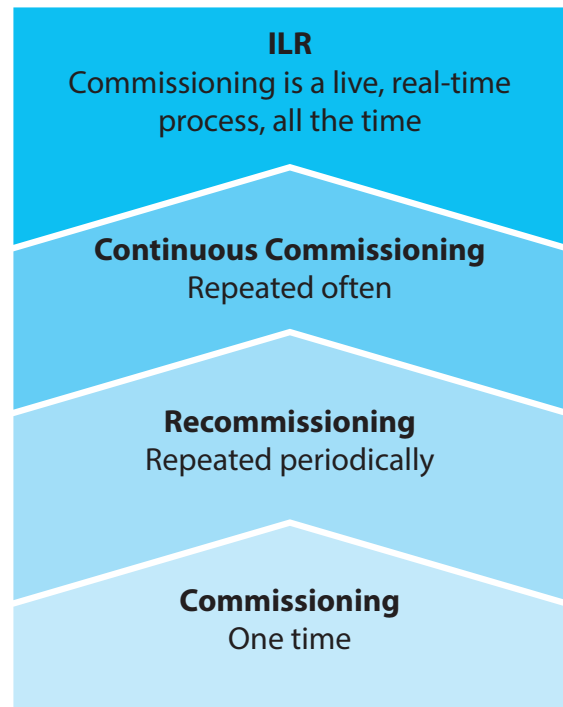 ILR
Commissioning is a live, real-time
process, all the time
Continuous Commissioning
Repeated often
Recommissioning
Repeated periodically
Commissioning
One time